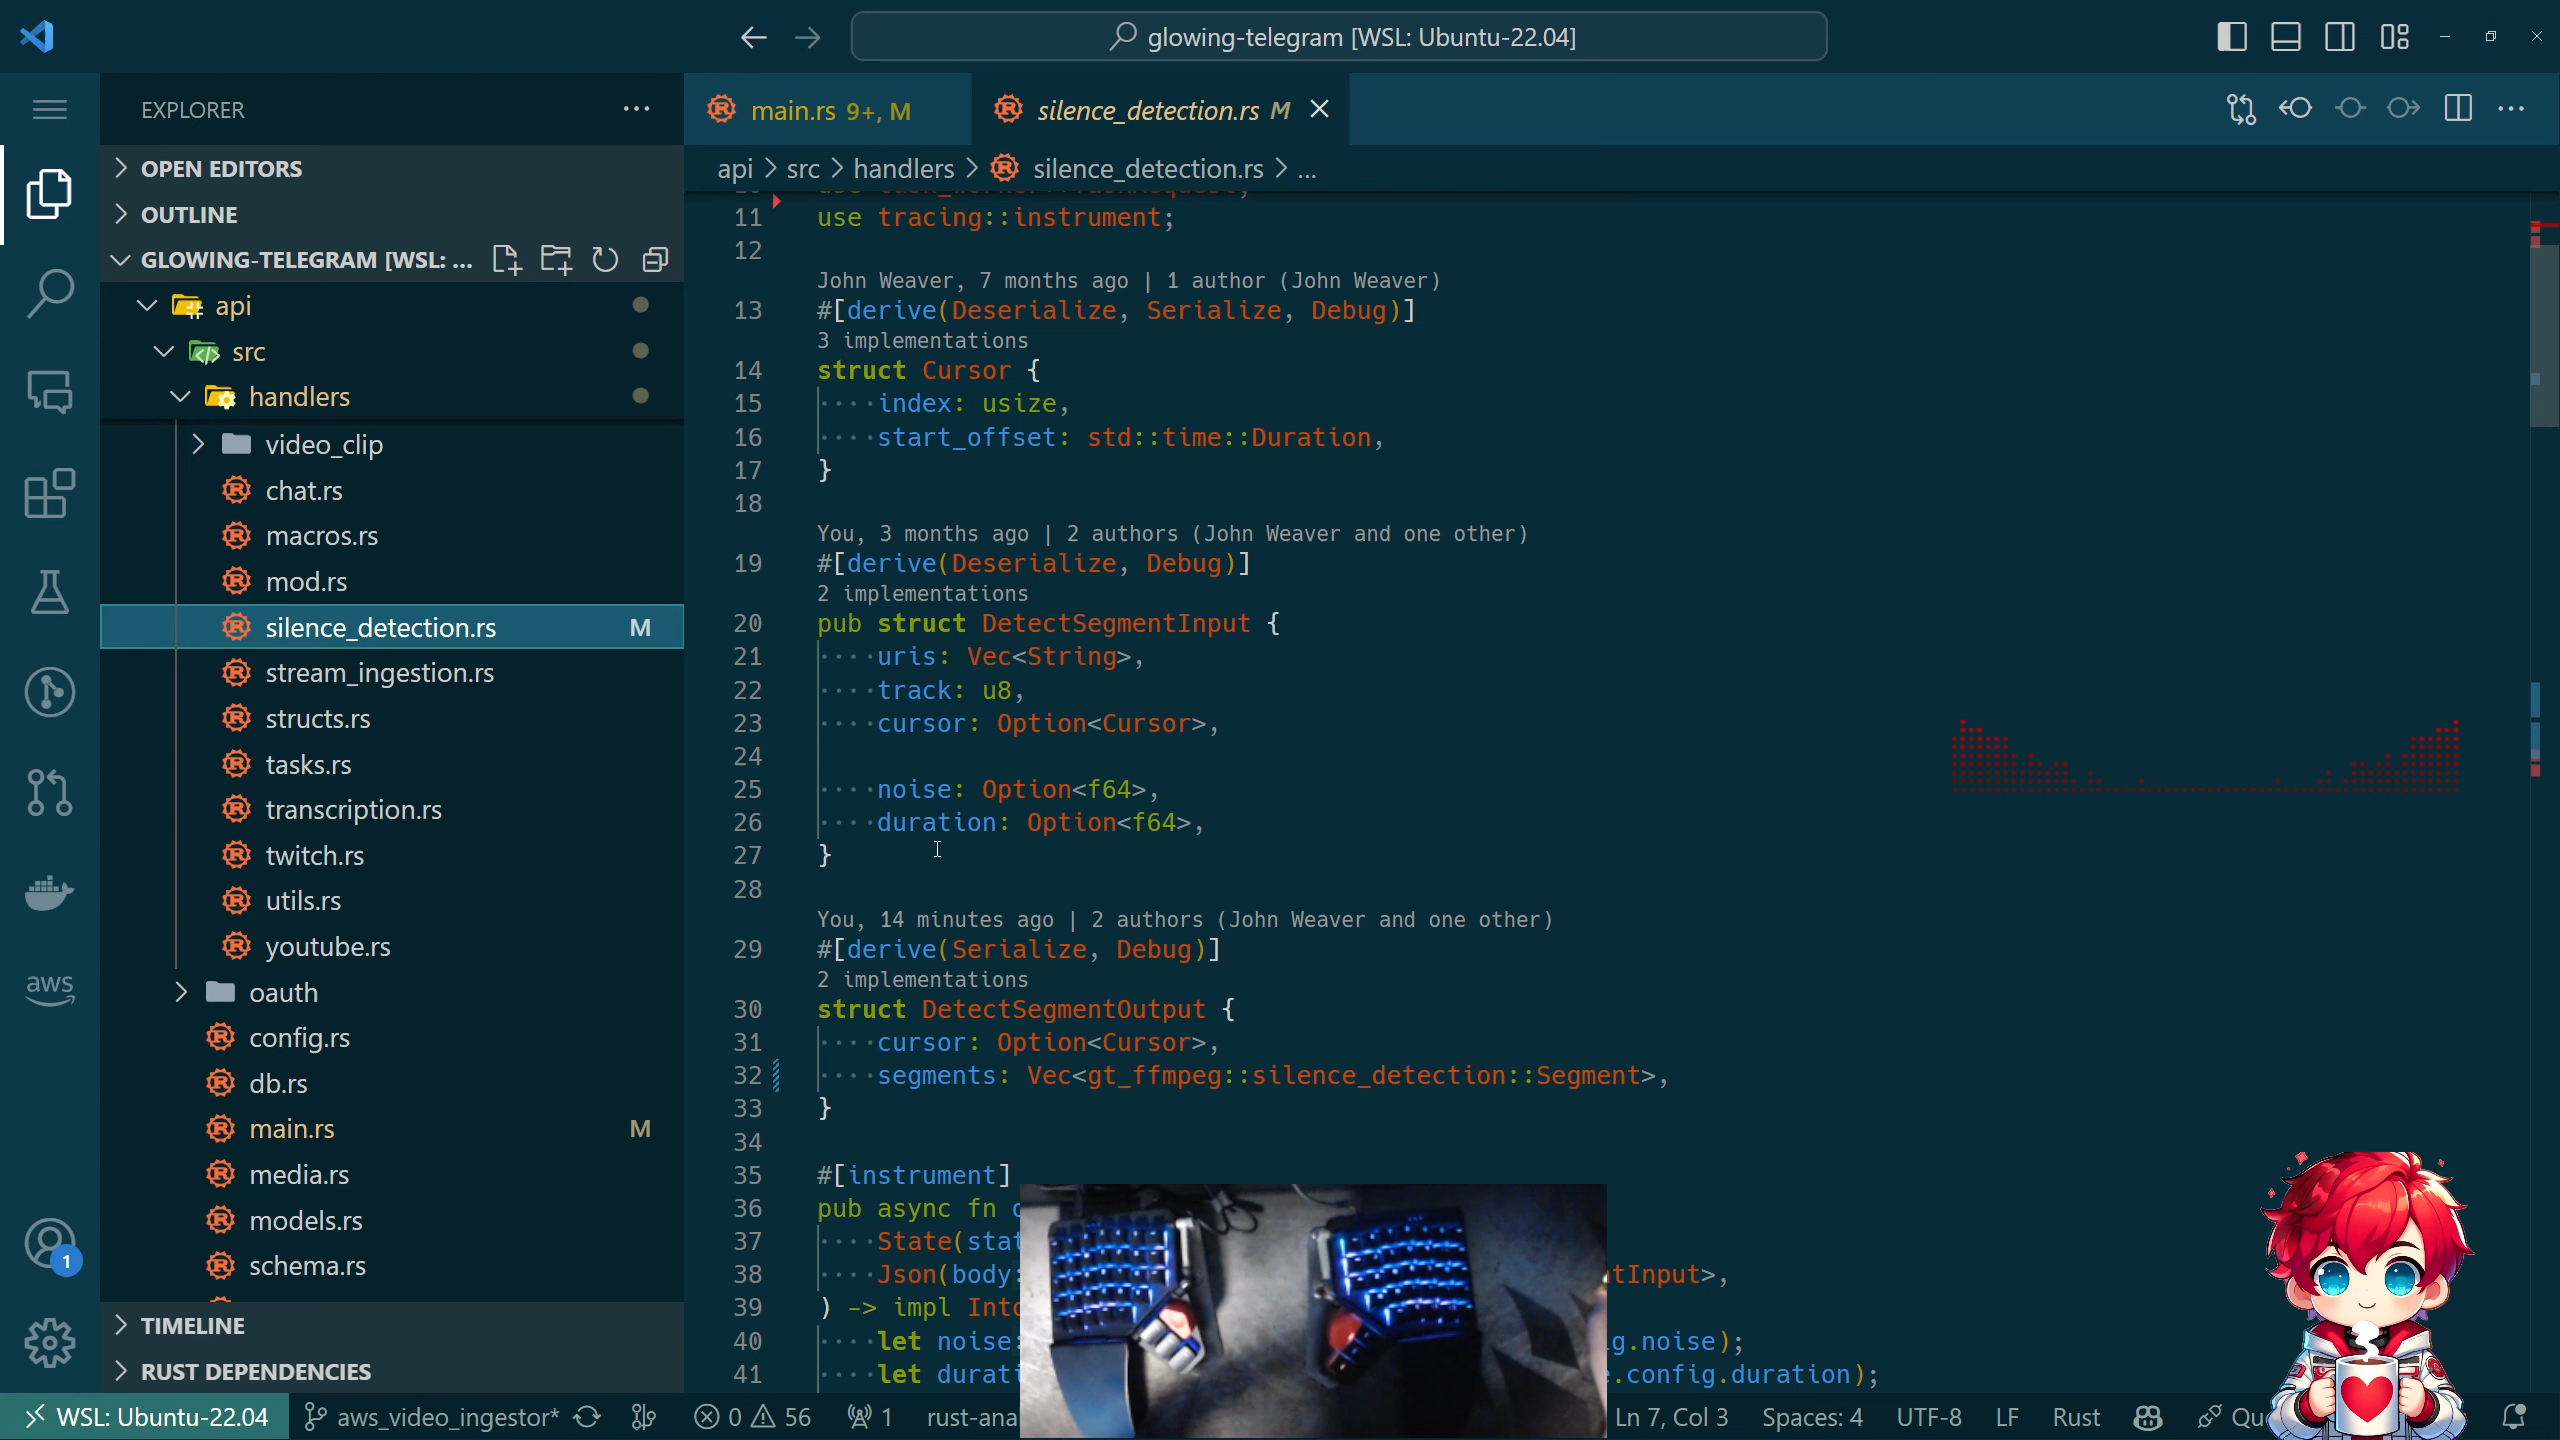 glowing-telegram [WSL: Ubuntu-22.04]
EXPLORER
OPEN EDITORS
OUTLINE
GLOWING-TELEGRAM [WSL: ...
api
src
handlers
video_clip
chat.rs
macros.rs
mod.rs
silence_detection.rs M
stream_ingestion.rs
structs.rs
tasks.rs
transcription.rs
twitch.rs
utils.rs
youtube.rs
oauth
config.rs
db.rs
main.rs M
media.rs
models.rs
schema.rs
TIMELINE
RUST DEPENDENCIES
aws
1
main.rs 9+, M
silence_detection.rs M
api > src > handlers > silence_detection.rs > ...
11 use tracing::instrument;
12
John Weaver, 7 months ago | 1 author (John Weaver)
13 #[derive(Deserialize, Serialize, Debug)]
3 implementations
14 struct Cursor {
15 ····index: usize,
16 ····start_offset: std::time::Duration,
17 }
18
You, 3 months ago | 2 authors (John Weaver and one other)
19 #[derive(Deserialize, Debug)]
2 implementations
20 pub struct DetectSegmentInput {
21 ····uris: Vec<String>,
22 ····track: u8,
23 ····cursor: Option<Cursor>,
24
25 ····noise: Option<f64>,
26 ····duration: Option<f64>,
27 }
28
You, 14 minutes ago | 2 authors (John Weaver and one other)
29 #[derive(Serialize, Debug)]
2 implementations
30 struct DetectSegmentOutput {
31 ····cursor: Option<Cursor>,
32 ····segments: Vec<gt_ffmpeg::silence_detection::Segment>,
33 }
34
35 #[instrument]
36 pub async fn
37 ····State(stat
38 ····Json(body: tInput>,
39 ) -> impl Into
40 ····let noise: g.noise);
41 ····let durati .config.duration);
WSL: Ubuntu-22.04 aws_video_ingestor* 0 56 1 rust-ana Ln 7, Col 3 Spaces: 4 UTF-8 LF Rust Qu